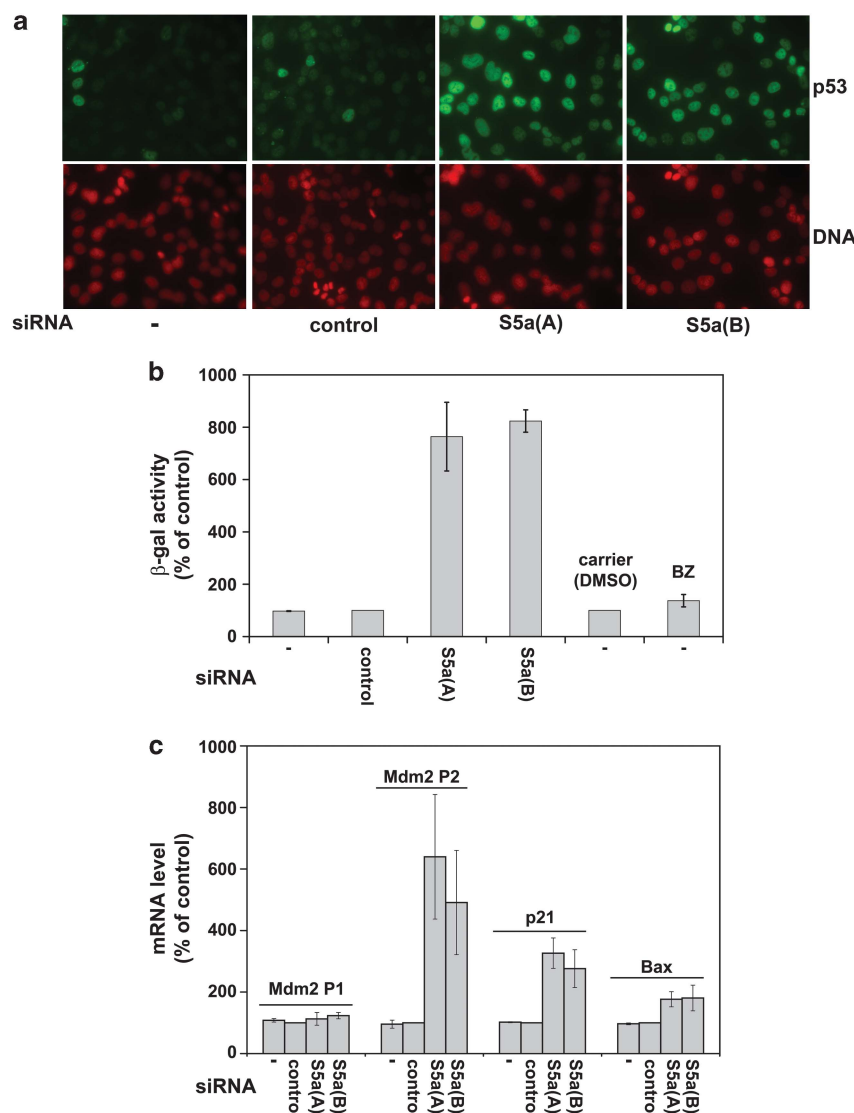 a
p53
DNA
siRNA - control S5a(A) S5a(B)
b
β-gal activity
(% of control)
1000
800
600
400
200
0
carrier
(DMSO)
BZ
- control S5a(A) S5a(B) - -
siRNA
c
mRNA level
(% of control)
1000
800
600
400
200
0
Mdm2 P1
Mdm2 P2
p21
Bax
- contro S5a(A) S5a(B) - contro S5a(A) S5a(B) - contro S5a(A) S5a(B) - contro S5a(A) S5a(B)
siRNA